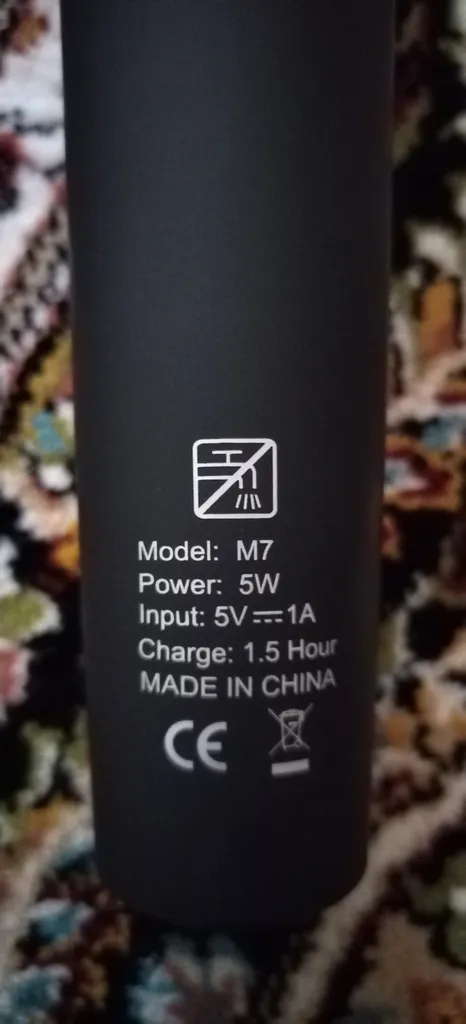 Model: M7
Power: 5W
Input: 5V⎓1A
Charge: 1.5 Hour
MADE IN CHINA
CE